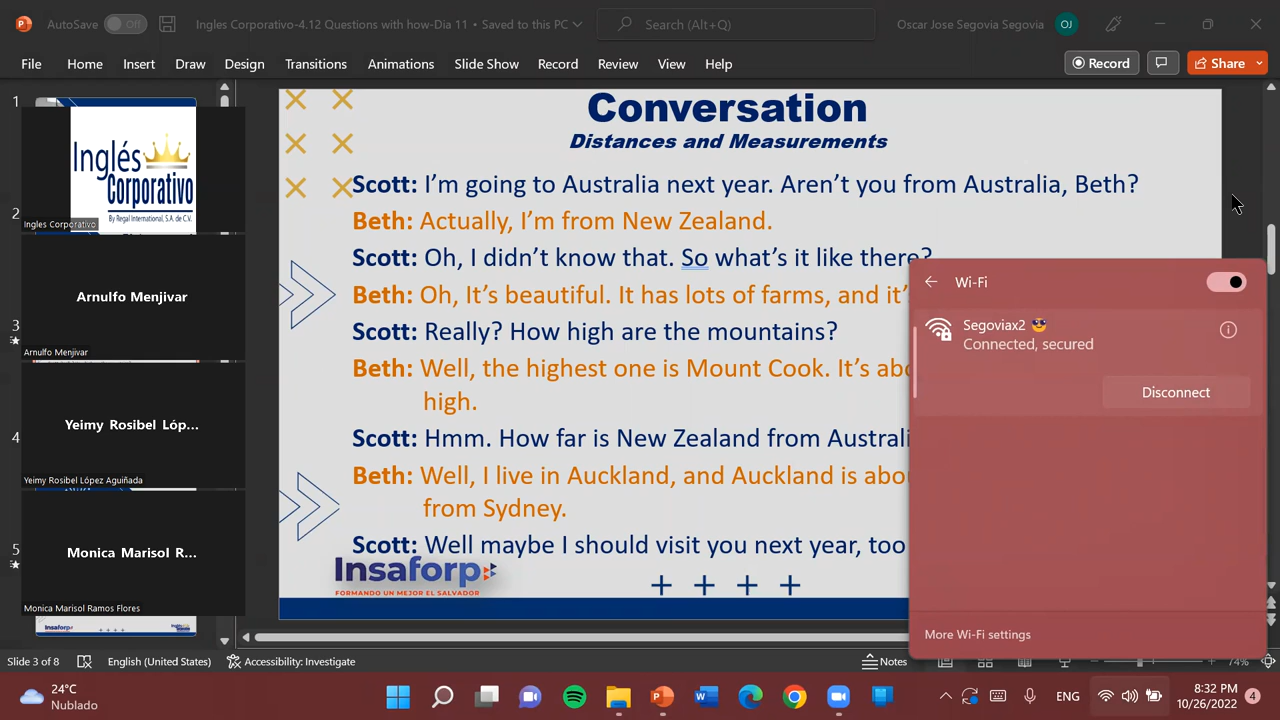 AutoSave Off
Ingles Corporativo-4.12 Questions with how-Dia 11 • Saved to this PC
Search (Alt+Q)
Oscar Jose Segovia Segovia
OJ
File Home Insert Draw Design Transitions Animations Slide Show Record Review View Help
Record
Share
1
Inglés
Corporativo
By Regal International, S.A. de C.V.
Ingles Corporativo
2
Arnulfo Menjivar
Arnulfo Menjivar
3
Yeimy Rosibel Lóp...
Yeimy Rosibel López Aguiñada
4
Monica Marisol R...
Monica Marisol Ramos Flores
5
Insaforp
Conversation
Distances and Measurements
Scott: I'm going to Australia next year. Aren't you from Australia, Beth?
Beth: Actually, I'm from New Zealand.
Scott: Oh, I didn't know that. So what's it like there?
Beth: Oh, It's beautiful. It has lots of farms, and it'
Scott: Really? How high are the mountains?
Beth: Well, the highest one is Mount Cook. It's abo
high.
Scott: Hmm. How far is New Zealand from Australi
Beth: Well, I live in Auckland, and Auckland is abo
from Sydney.
Scott: Well maybe I should visit you next year, too
Insaforp
FORMANDO UN MEJOR EL SALVADOR
Wi-Fi
Segoviax2 😎
Connected, secured
Disconnect
More Wi-Fi settings
Slide 3 of 8
English (United States)
Accessibility: Investigate
Notes
74%
24°C
Nublado
ENG
8:32 PM
10/26/2022
4